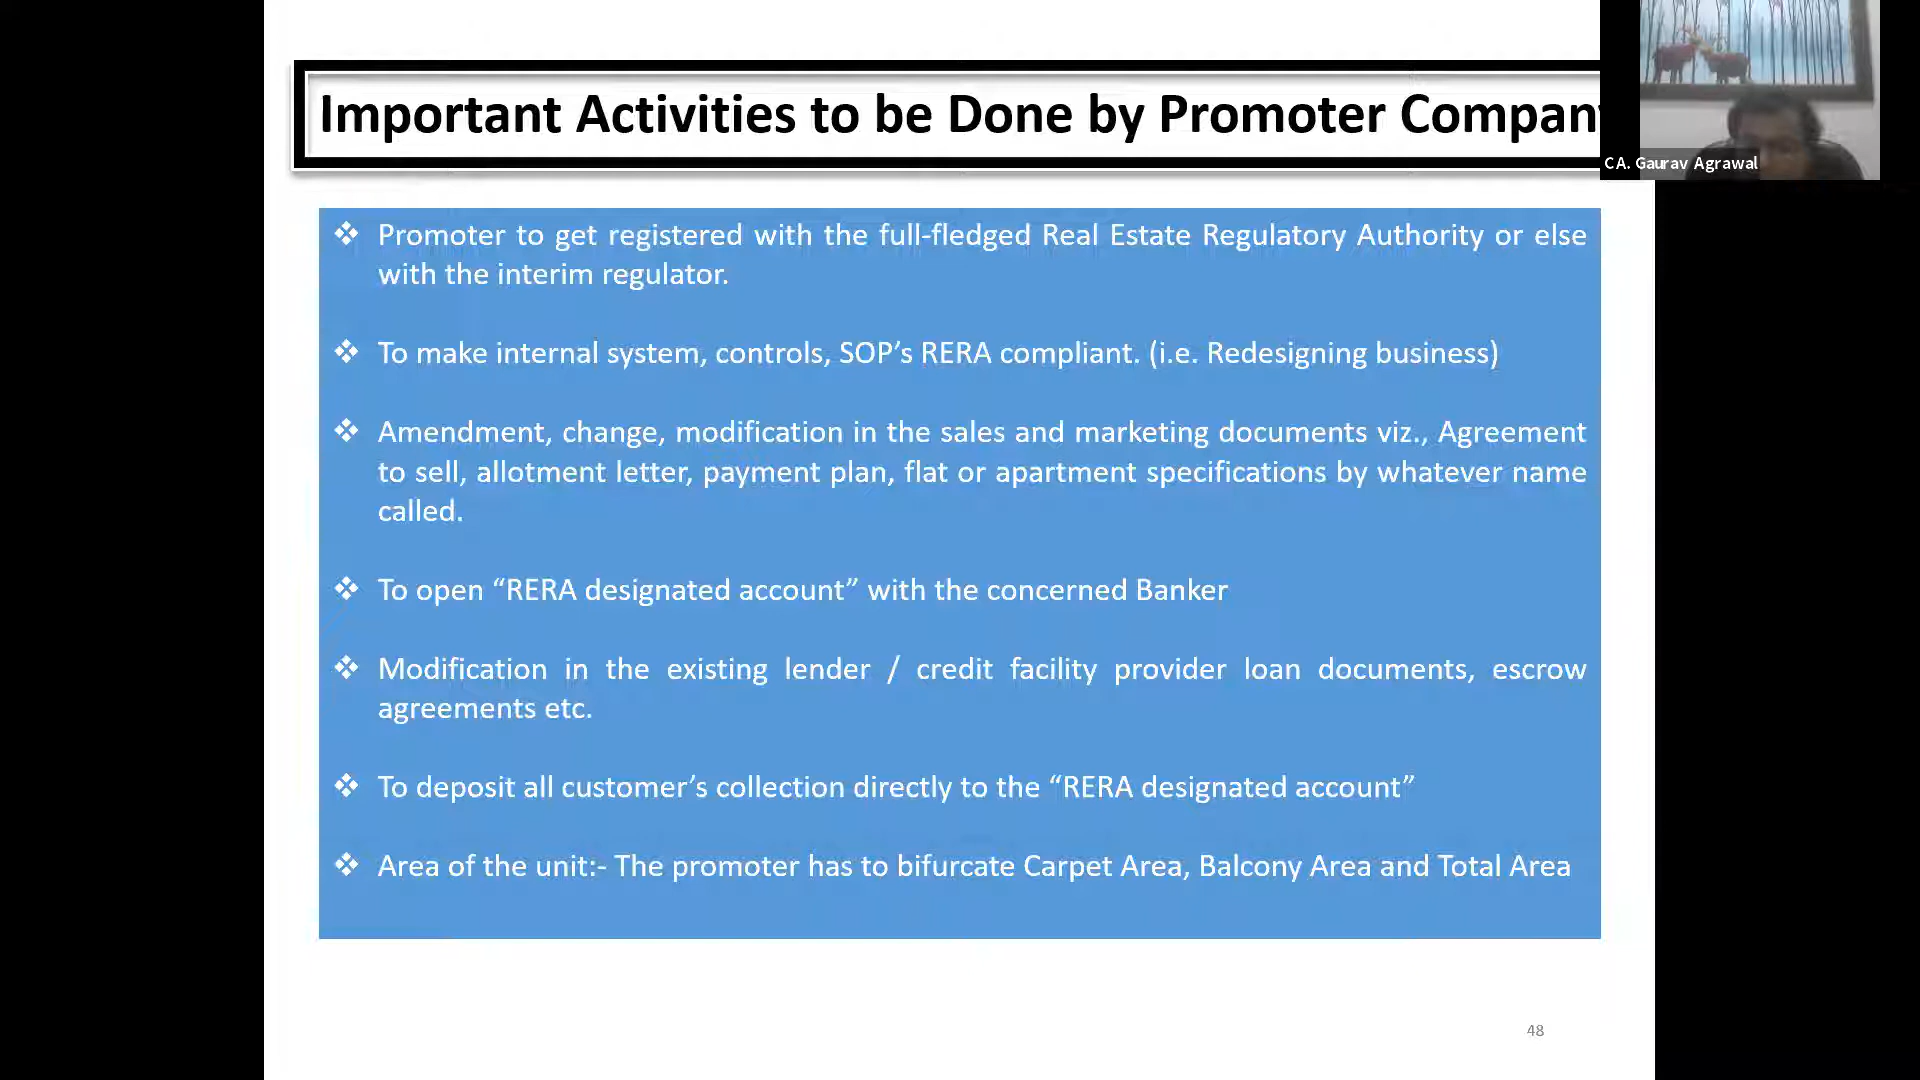 Important Activities to be Done by Promoter Company
CA. Gaurav Agrawal
❖ Promoter to get registered with the full-fledged Real Estate Regulatory Authority or else
with the interim regulator.
❖ To make internal system, controls, SOP’s RERA compliant. (i.e. Redesigning business)
❖ Amendment, change, modification in the sales and marketing documents viz., Agreement
to sell, allotment letter, payment plan, flat or apartment specifications by whatever name
called.
❖ To open “RERA designated account” with the concerned Banker
❖ Modification in the existing lender / credit facility provider loan documents, escrow
agreements etc.
❖ To deposit all customer’s collection directly to the “RERA designated account”
❖ Area of the unit:- The promoter has to bifurcate Carpet Area, Balcony Area and Total Area
48